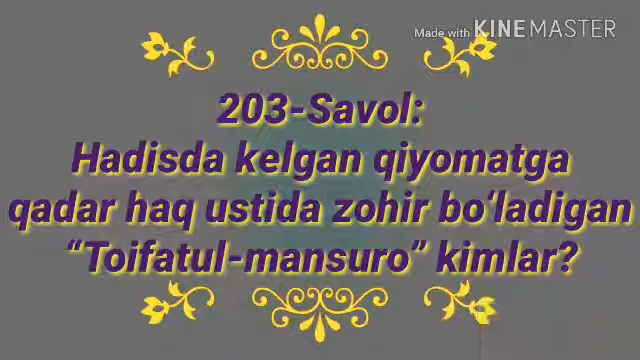 Made with KINEMASTER
203-Savol:
Hadisda kelgan qiyomatga
qadar haq ustida zohir bo‘ladigan
“Toifatul-mansuro” kimlar?